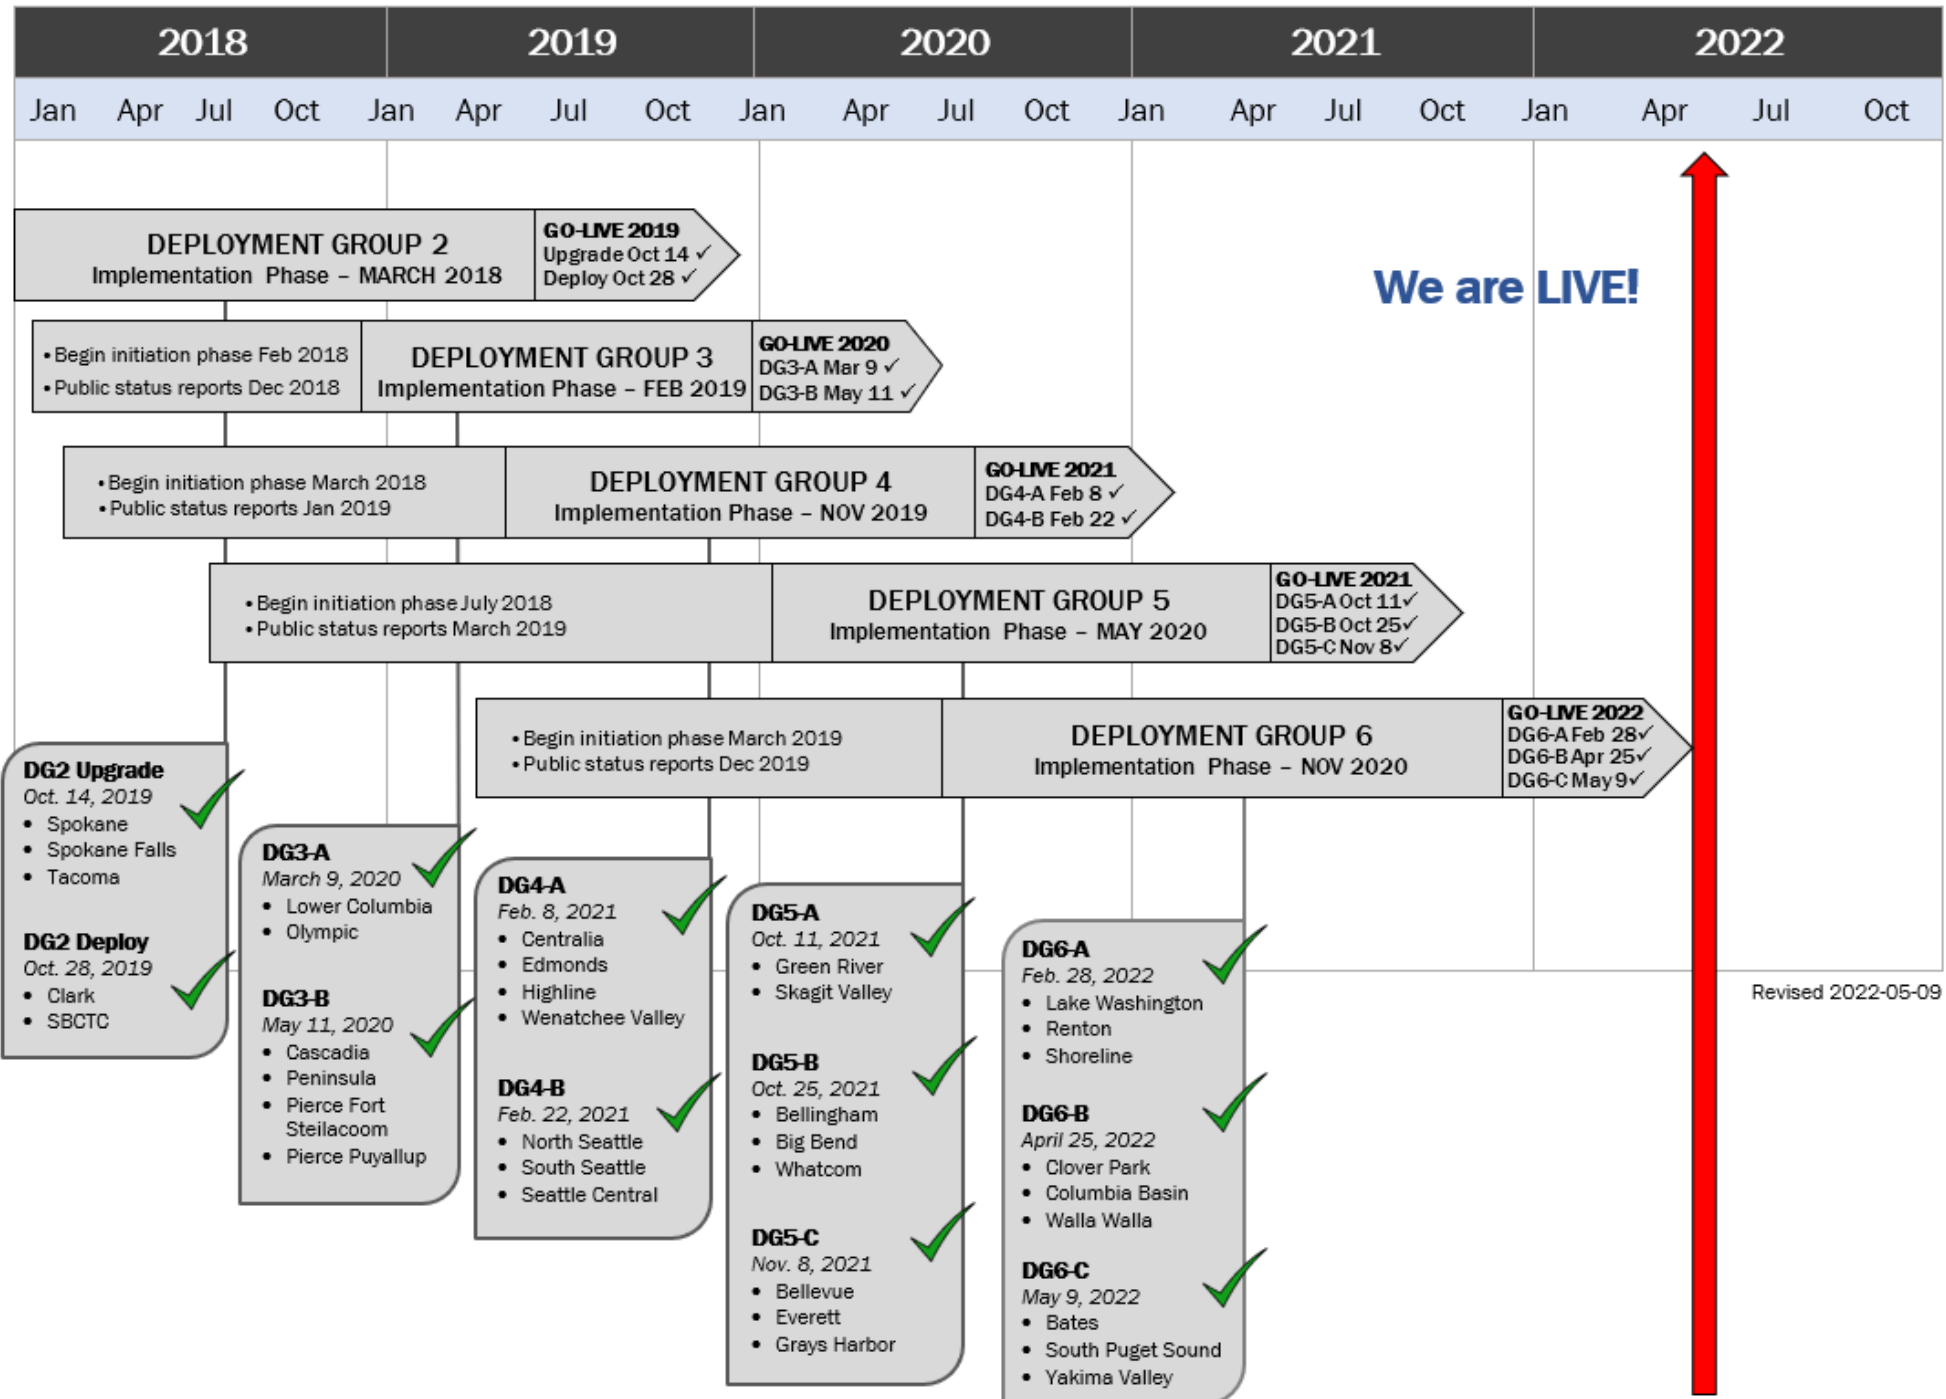 2018 2019 2020 2021 2022
Jan Apr Jul Oct Jan Apr Jul Oct Jan Apr Jul Oct Jan Apr Jul Oct Jan Apr Jul Oct
DEPLOYMENT GROUP 2
Implementation Phase – MARCH 2018
GO-LIVE 2019
Upgrade Oct 14 ✓
Deploy Oct 28 ✓
We are LIVE!
• Begin initiation phase Feb 2018
• Public status reports Dec 2018
DEPLOYMENT GROUP 3
Implementation Phase – FEB 2019
GO-LIVE 2020
DG3-A Mar 9 ✓
DG3-B May 11 ✓
• Begin initiation phase March 2018
• Public status reports Jan 2019
DEPLOYMENT GROUP 4
Implementation Phase – NOV 2019
GO-LIVE 2021
DG4-A Feb 8 ✓
DG4-B Feb 22 ✓
• Begin initiation phase July 2018
• Public status reports March 2019
DEPLOYMENT GROUP 5
Implementation Phase – MAY 2020
GO-LIVE 2021
DG5-A Oct 11✓
DG5-B Oct 25✓
DG5-C Nov 8✓
• Begin initiation phase March 2019
• Public status reports Dec 2019
DEPLOYMENT GROUP 6
Implementation Phase – NOV 2020
GO-LIVE 2022
DG6-A Feb 28✓
DG6-B Apr 25✓
DG6-C May 9✓
DG2 Upgrade
Oct. 14, 2019
• Spokane
• Spokane Falls
• Tacoma
DG2 Deploy
Oct. 28, 2019
• Clark
• SBCTC
DG3-A
March 9, 2020
• Lower Columbia
• Olympic
DG3-B
May 11, 2020
• Cascadia
• Peninsula
• Pierce Fort
Steilacoom
• Pierce Puyallup
DG4-A
Feb. 8, 2021
• Centralia
• Edmonds
• Highline
• Wenatchee Valley
DG4-B
Feb. 22, 2021
• North Seattle
• South Seattle
• Seattle Central
DG5-A
Oct. 11, 2021
• Green River
• Skagit Valley
DG5-B
Oct. 25, 2021
• Bellingham
• Big Bend
• Whatcom
DG5-C
Nov. 8, 2021
• Bellevue
• Everett
• Grays Harbor
DG6-A
Feb. 28, 2022
• Lake Washington
• Renton
• Shoreline
DG6-B
April 25, 2022
• Clover Park
• Columbia Basin
• Walla Walla
DG6-C
May 9, 2022
• Bates
• South Puget Sound
• Yakima Valley
Revised 2022-05-09